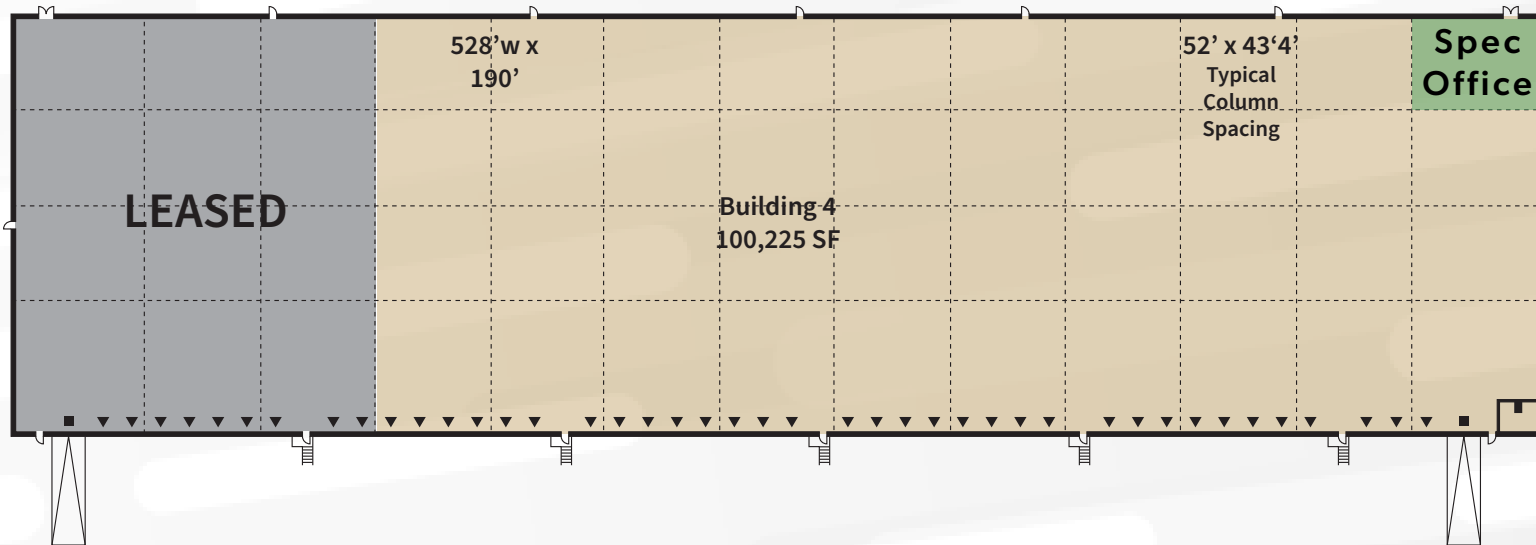 528’w x
190’
52’ x 43‘4’
Typical
Column
Spacing
Spec
Office
LEASED
Building 4
100,225 SF